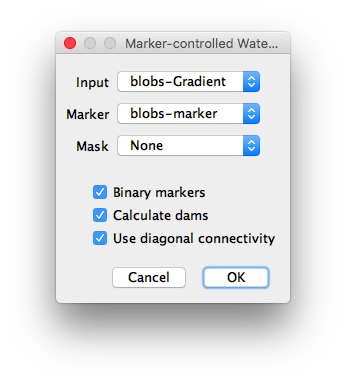 Marker-controlled Wate...
Input blobs-Gradient
Marker blobs-marker
Mask None
Binary markers
Calculate dams
Use diagonal connectivity
Cancel OK